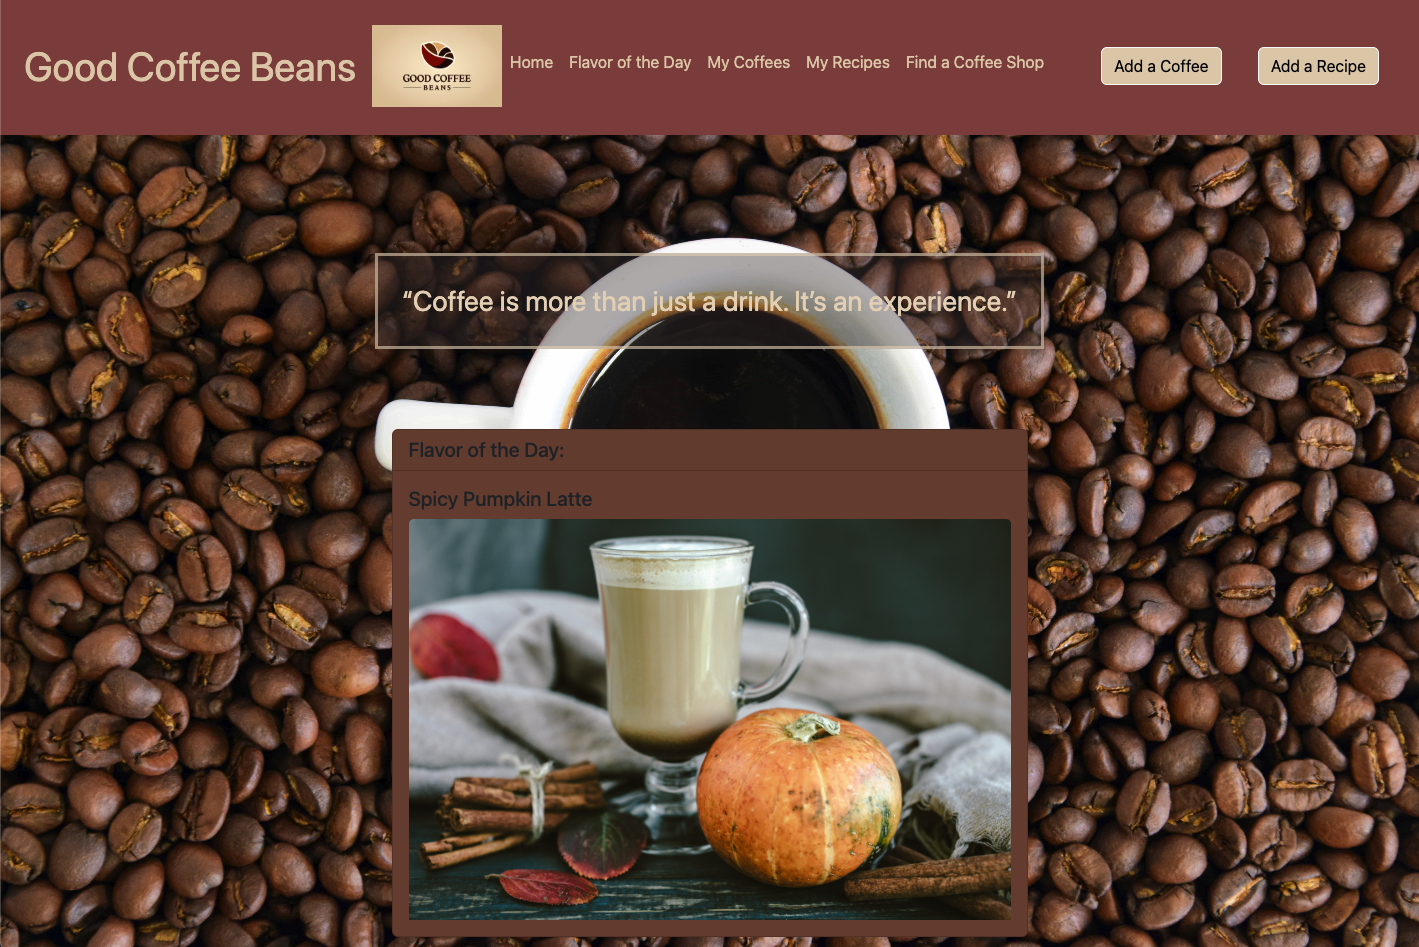 Good Coffee Beans
GOOD COFFEE
BEANS
Home Flavor of the Day My Coffees My Recipes Find a Coffee Shop
Add a Coffee Add a Recipe
“Coffee is more than just a drink. It’s an experience.”
Flavor of the Day:
Spicy Pumpkin Latte